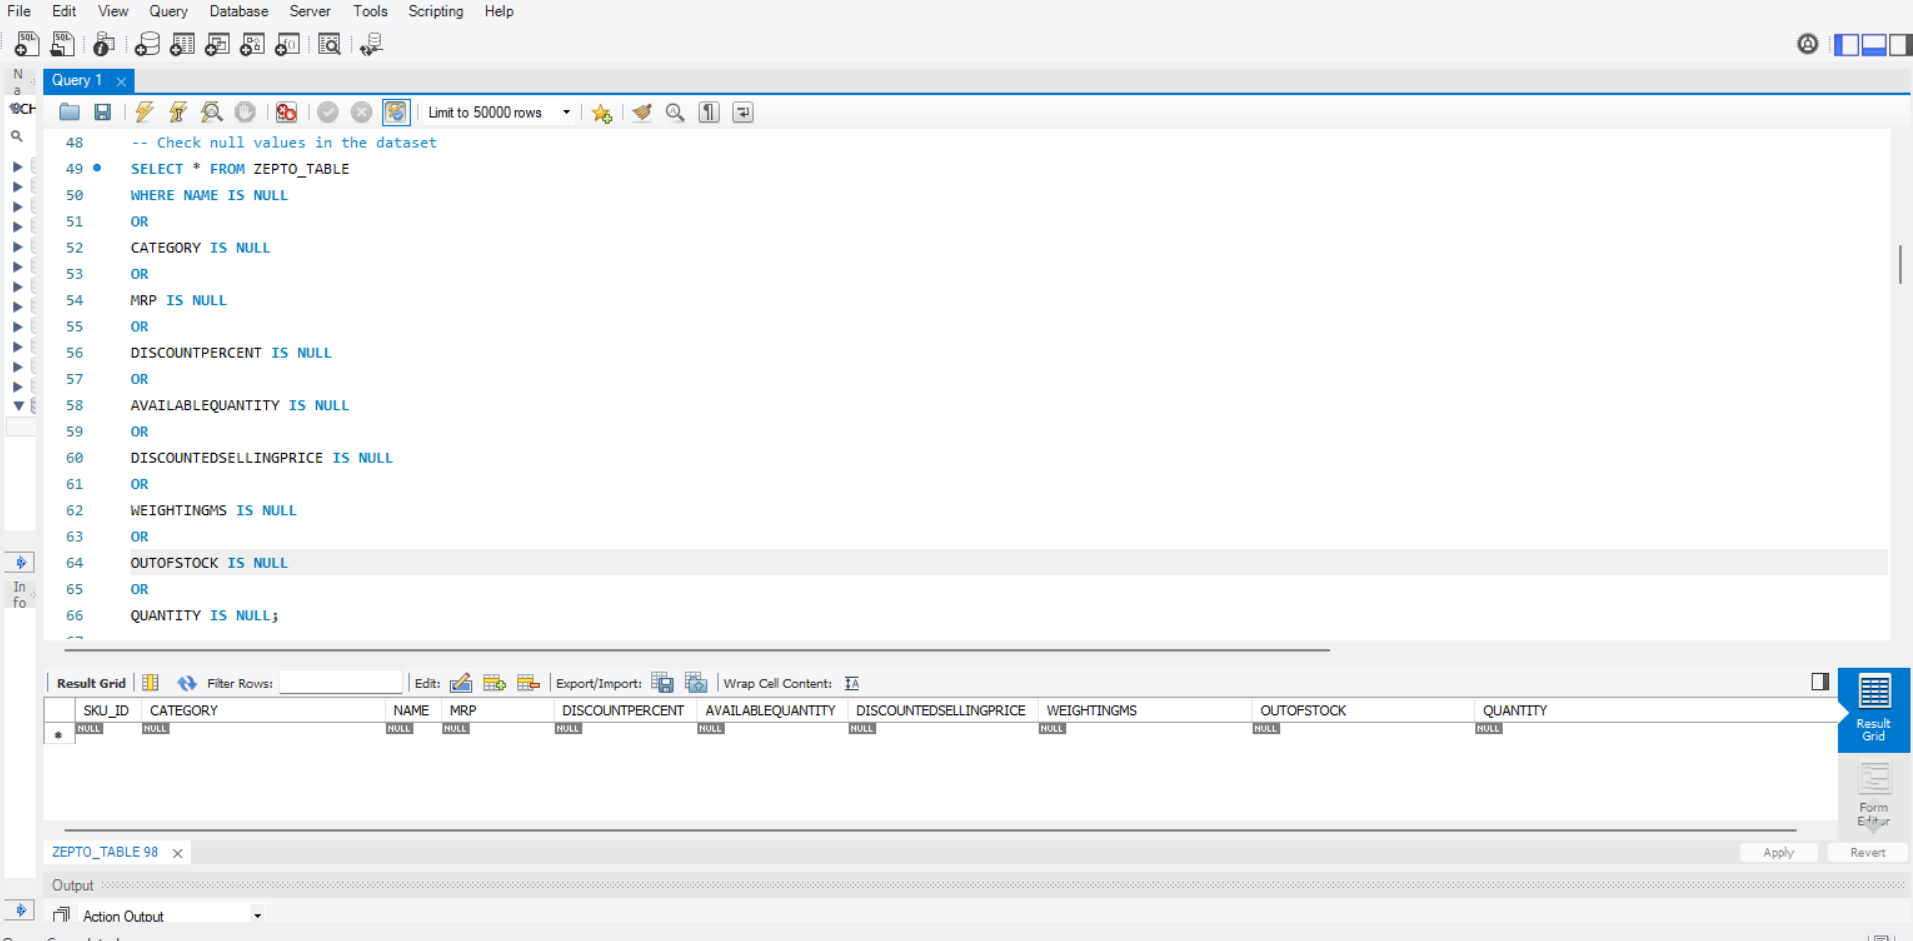 File Edit View Query Database Server Tools Scripting Help
Na
Query 1
SCH
Limit to 50000 rows
48 -- Check null values in the dataset
49 SELECT * FROM ZEPTO_TABLE
50 WHERE NAME IS NULL
51 OR
52 CATEGORY IS NULL
53 OR
54 MRP IS NULL
55 OR
56 DISCOUNTPERCENT IS NULL
57 OR
58 AVAILABLEQUANTITY IS NULL
59 OR
60 DISCOUNTEDSELLINGPRICE IS NULL
61 OR
62 WEIGHTINGMS IS NULL
63 OR
64 OUTOFSTOCK IS NULL
65 OR
66 QUANTITY IS NULL;
67
Info
Result Grid Filter Rows: Edit: Export/Import: Wrap Cell Content:
SKU_ID CATEGORY NAME MRP DISCOUNTPERCENT AVAILABLEQUANTITY DISCOUNTEDSELLINGPRICE WEIGHTINGMS OUTOFSTOCK QUANTITY
* NULL NULL NULL NULL NULL NULL NULL NULL NULL NULL
Result Grid
Form Editor
ZEPTO_TABLE 98 Apply Revert
Output
Action Output